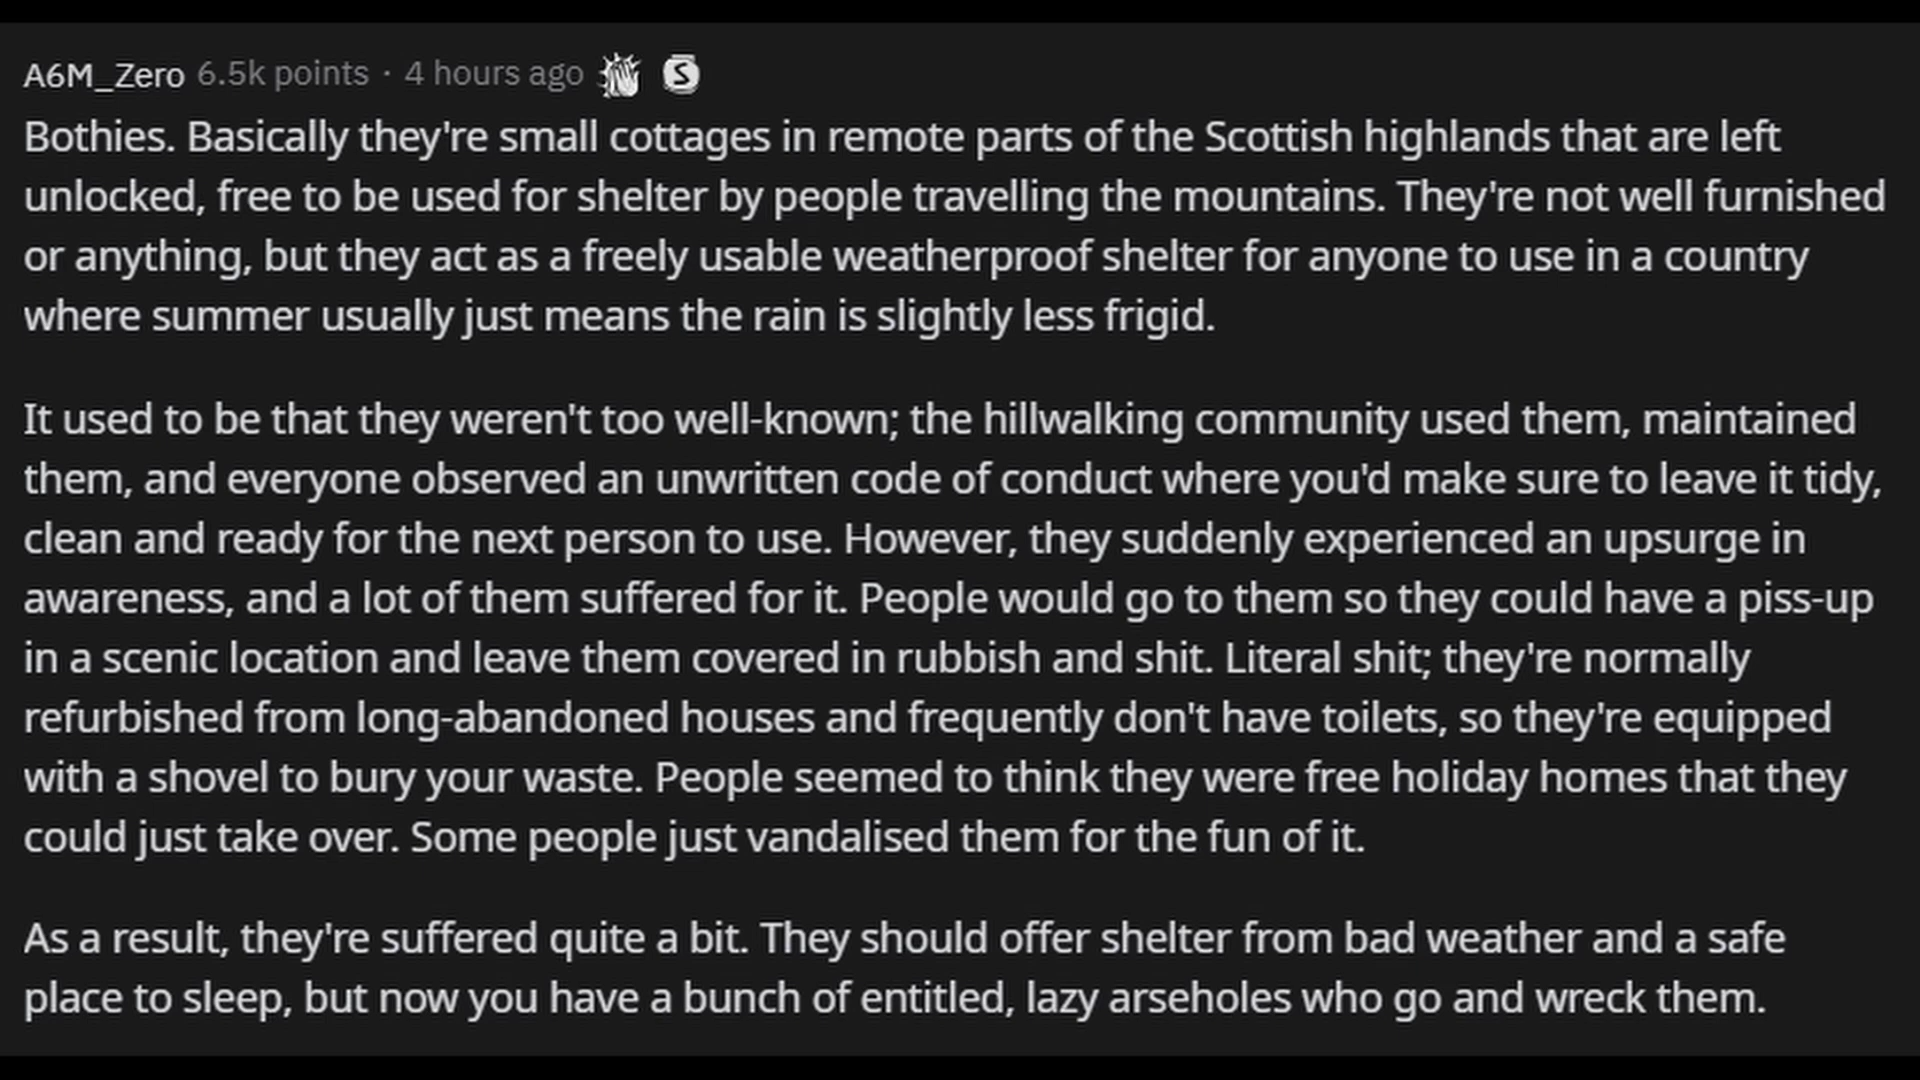 A6M_Zero 6.5k points · 4 hours ago
Bothies. Basically they're small cottages in remote parts of the Scottish highlands that are left
unlocked, free to be used for shelter by people travelling the mountains. They're not well furnished
or anything, but they act as a freely usable weatherproof shelter for anyone to use in a country
where summer usually just means the rain is slightly less frigid.
It used to be that they weren't too well-known; the hillwalking community used them, maintained
them, and everyone observed an unwritten code of conduct where you'd make sure to leave it tidy,
clean and ready for the next person to use. However, they suddenly experienced an upsurge in
awareness, and a lot of them suffered for it. People would go to them so they could have a piss-up
in a scenic location and leave them covered in rubbish and shit. Literal shit; they're normally
refurbished from long-abandoned houses and frequently don't have toilets, so they're equipped
with a shovel to bury your waste. People seemed to think they were free holiday homes that they
could just take over. Some people just vandalised them for the fun of it.
As a result, they're suffered quite a bit. They should offer shelter from bad weather and a safe
place to sleep, but now you have a bunch of entitled, lazy arseholes who go and wreck them.